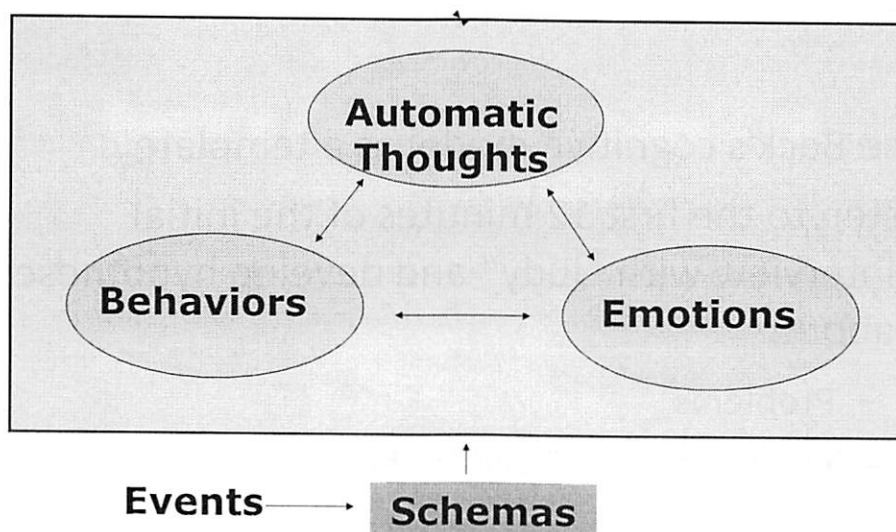 Automatic
Thoughts
Behaviors
Emotions
Events
Schemas